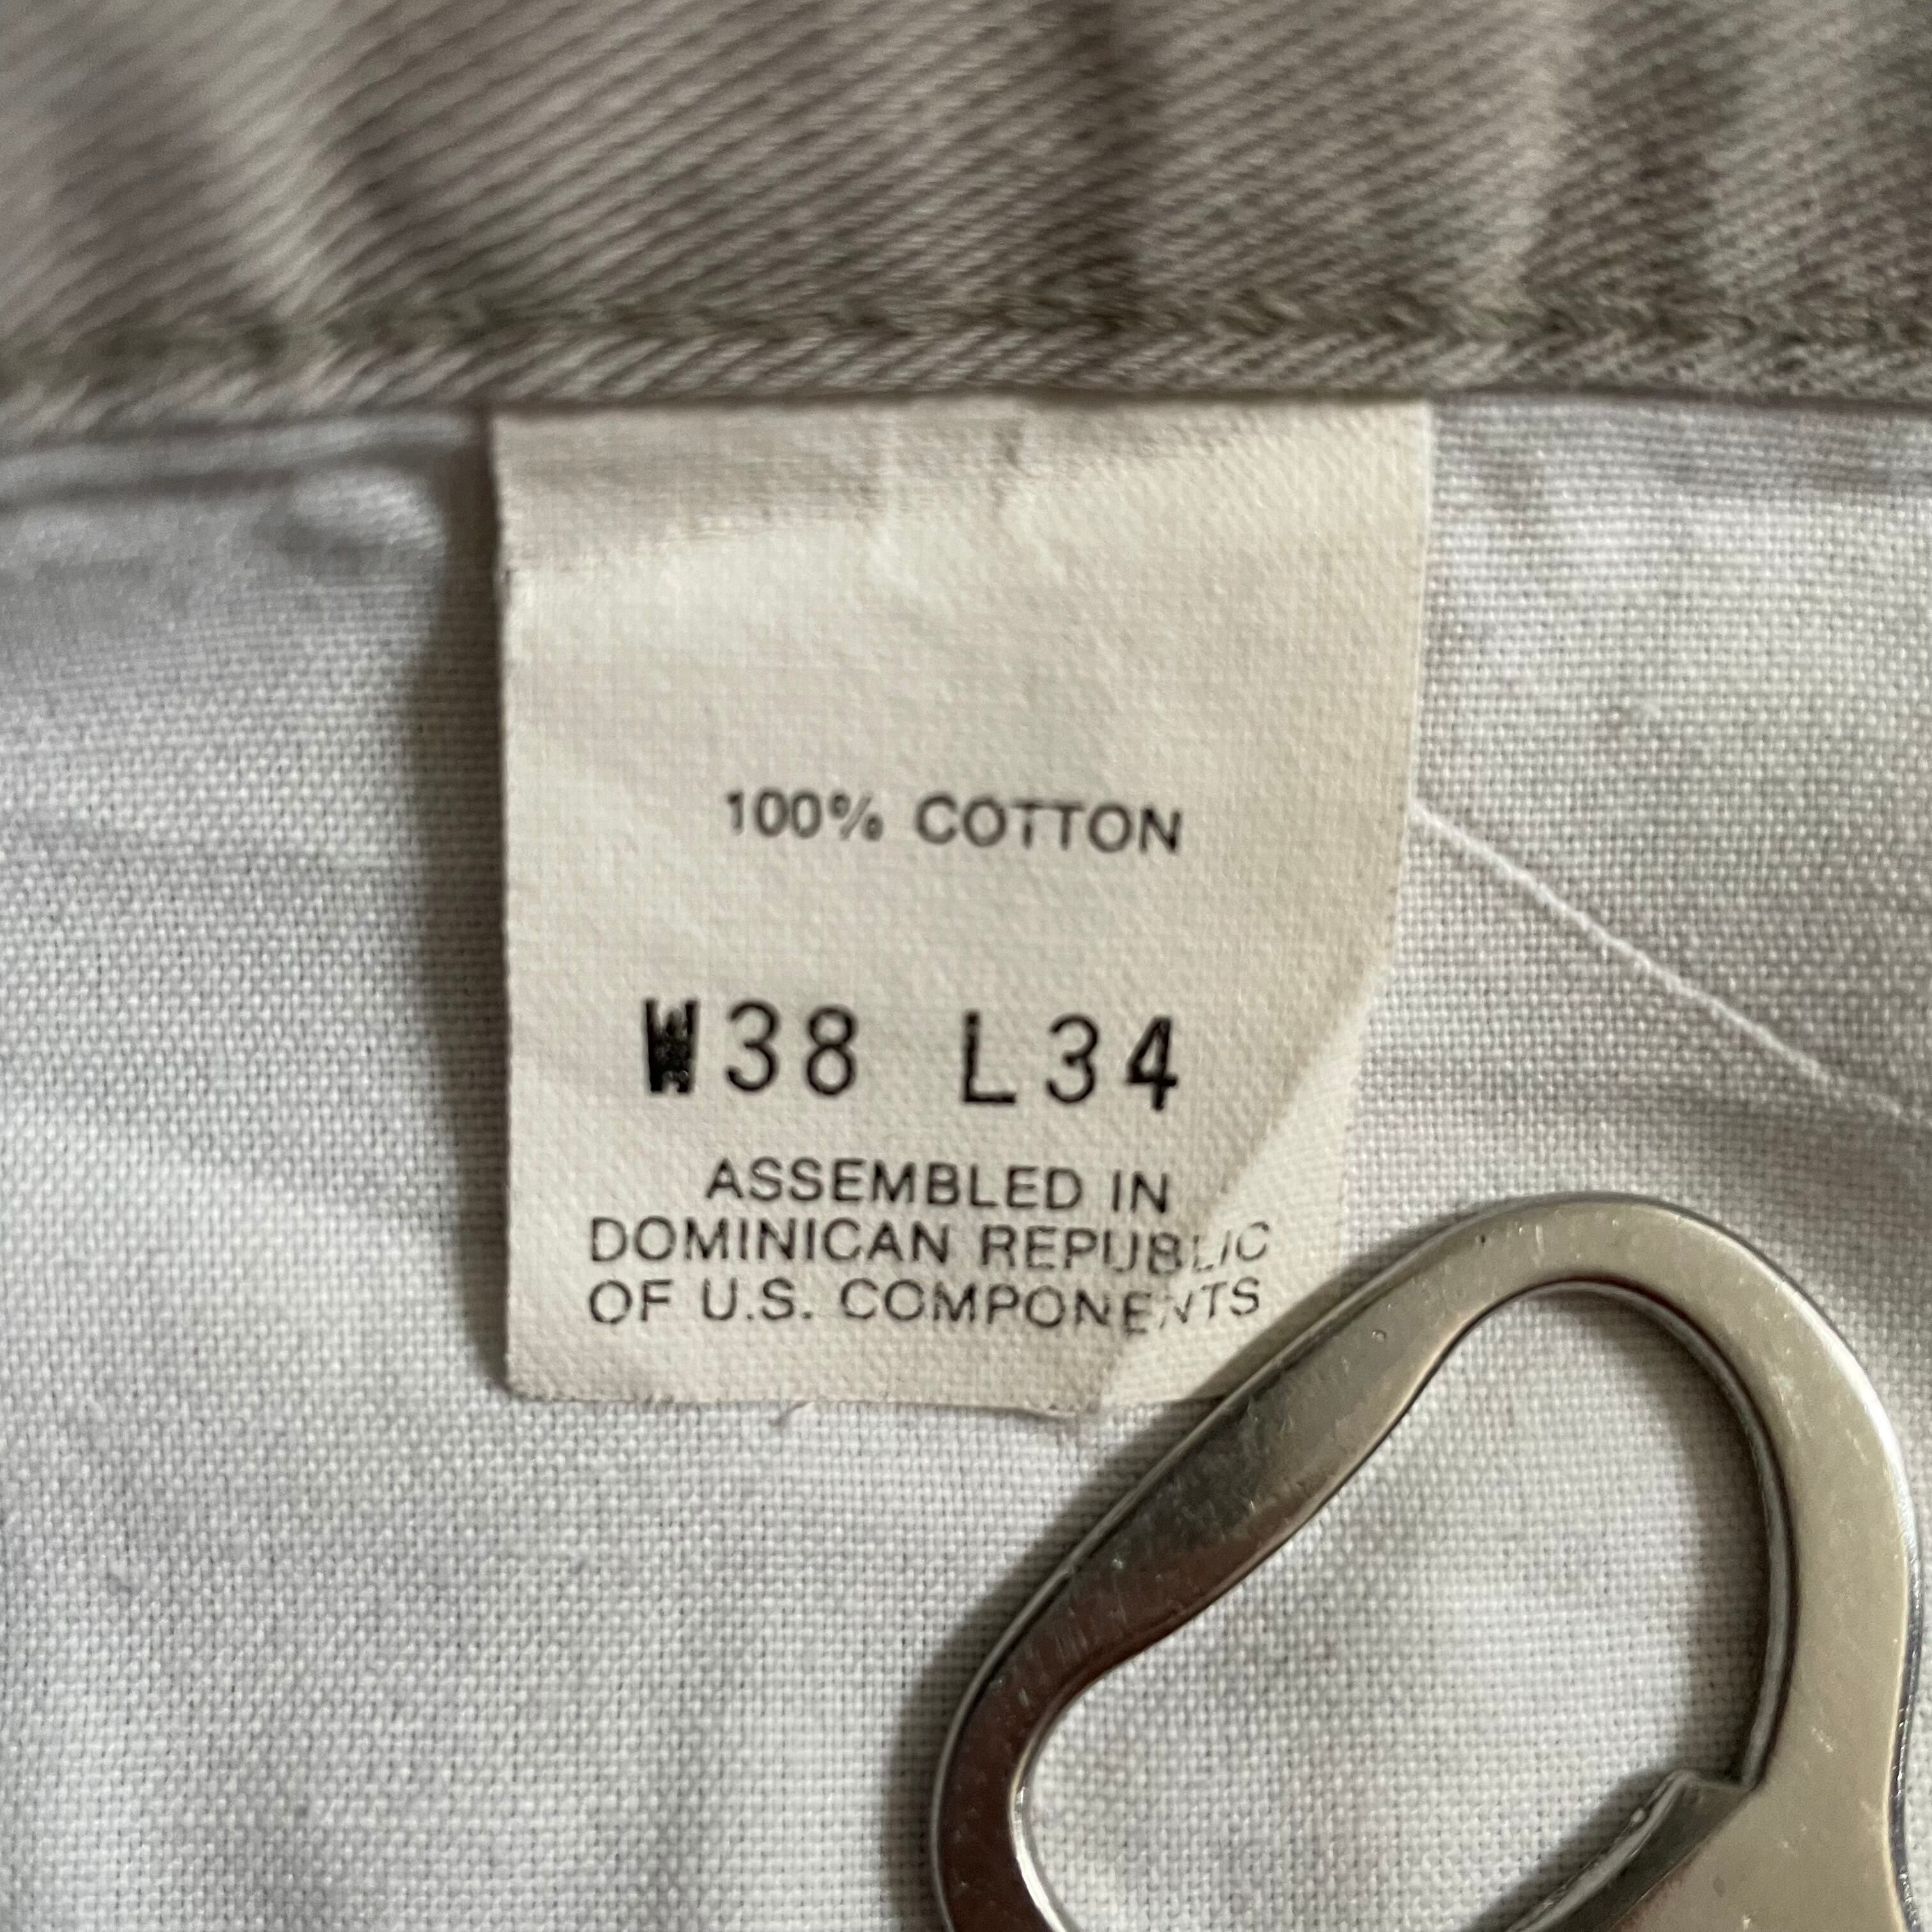 100% COTTON
W38 L34
ASSEMBLED IN
DOMINICAN REPUBLIC
OF U.S. COMPONENTS